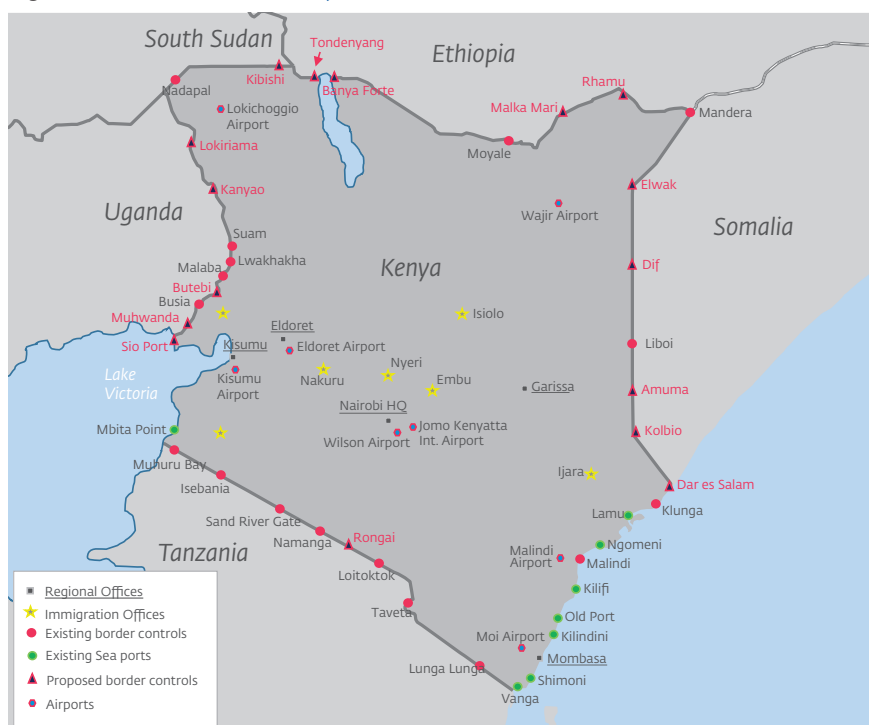 South Sudan
Tondenyang
Ethiopia
Kibishi
Nadapal
Banya Forte
Rhamu
Lokichoggio
Airport
Malka Mari
Mandera
Moyale
Lokiriama
Kanyao
Elwak
Uganda
Wajir Airport
Somalia
Suam
Lwakhakha
Kenya
Dif
Malaba
Butebi
Busia
Isiolo
Muhwanda
Eldoret
Sio Port
Kisumu
Eldoret Airport
Liboi
Lake
Victoria
Kisumu
Airport
Nakuru
Nyeri
Embu
Garissa
Amuma
Nairobi HQ
Mbita Point
Jomo Kenyatta
Int. Airport
Wilson Airport
Kolbio
Muhuru Bay
Ijara
Isebania
Dar es Salam
Sand River Gate
Lamu
Klunga
Namanga
Rongai
Ngomeni
Tanzania
Malindi
Airport
Malindi
Loitoktok
Kilifi
Taveta
Old Port
Moi Airport
Kilindini
Mombasa
Lunga Lunga
Shimoni
Vanga
Regional Offices
Immigration Offices
Existing border controls
Existing Sea ports
Proposed border controls
Airports